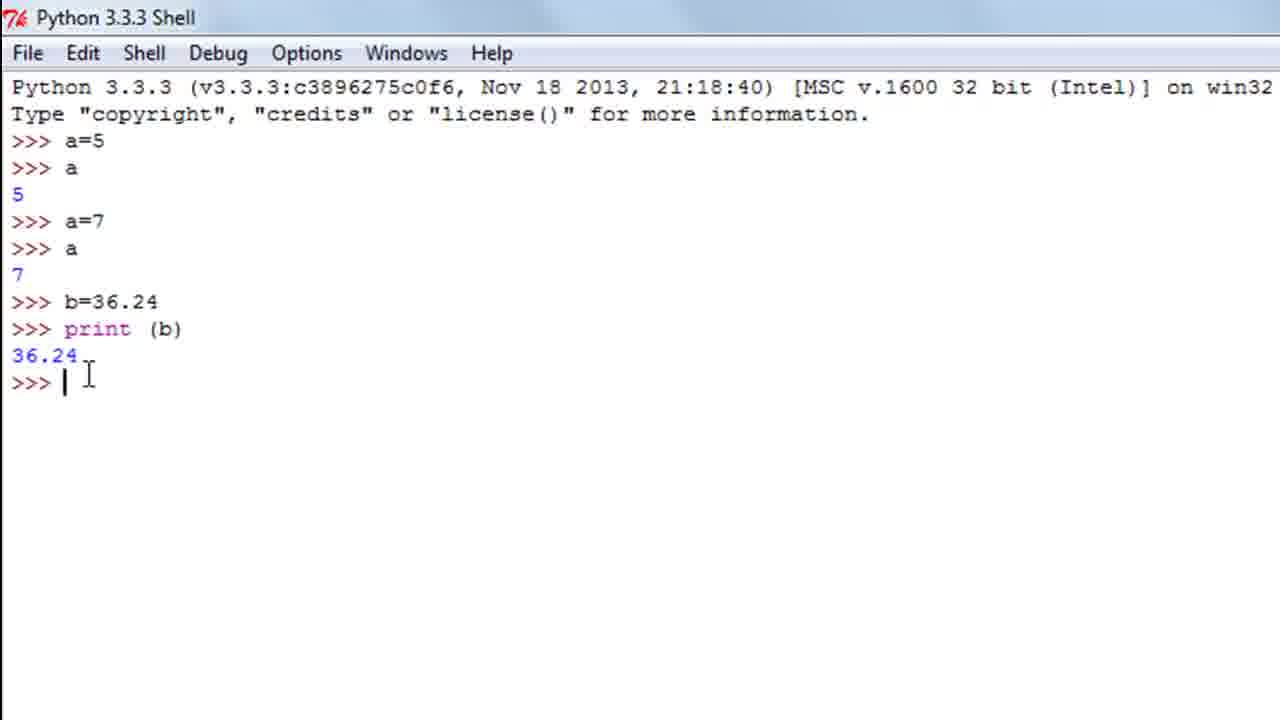 Python 3.3.3 Shell
File Edit Shell Debug Options Windows Help
Python 3.3.3 (v3.3.3:c3896275c0f6, Nov 18 2013, 21:18:40) [MSC v.1600 32 bit (Intel)] on win32
Type "copyright", "credits" or "license()" for more information.
>>> a=5
>>> a
5
>>> a=7
>>> a
7
>>> b=36.24
>>> print (b)
36.24
>>>